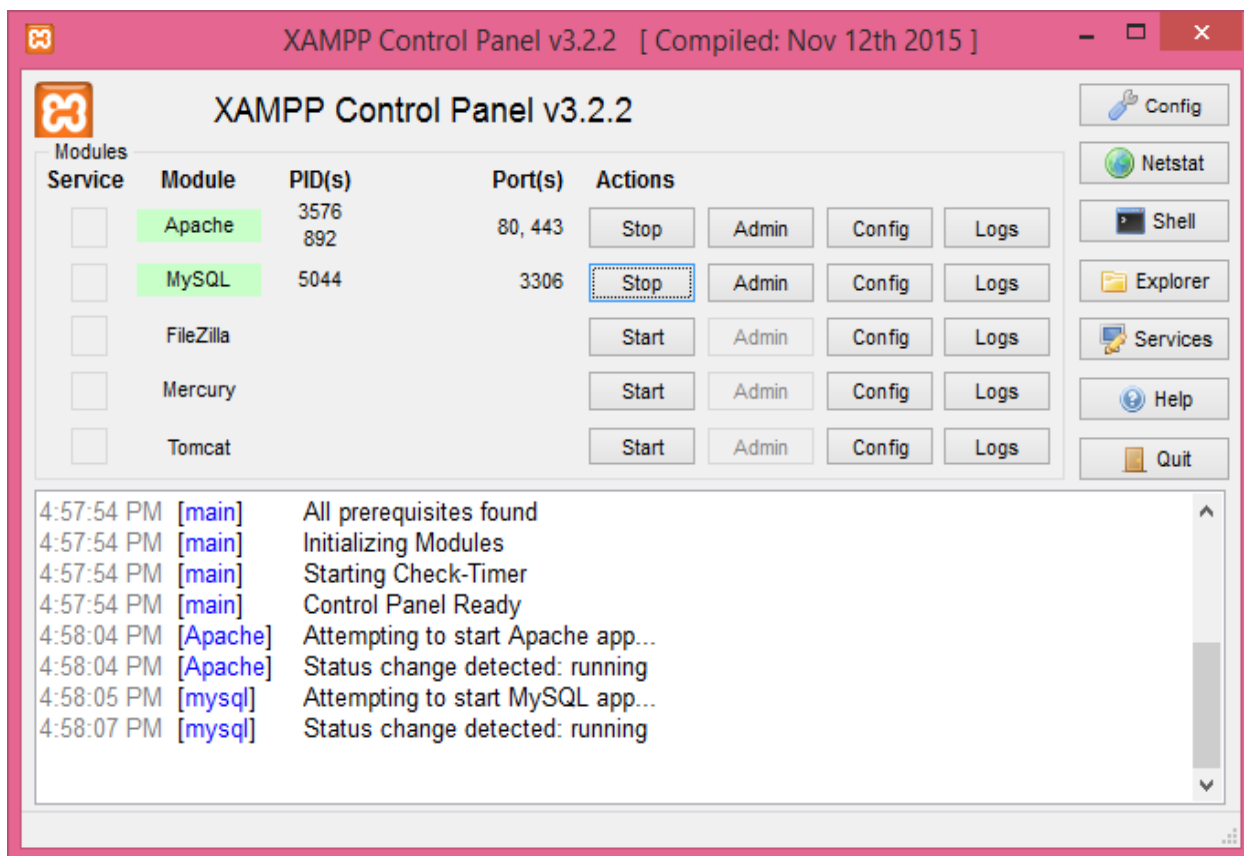 XAMPP Control Panel v3.2.2 [ Compiled: Nov 12th 2015 ]
XAMPP Control Panel v3.2.2
Config
Modules
Netstat
Service Module PID(s) Port(s) Actions
Apache 3576 80, 443 Stop Admin Config Logs
892
Shell
MySQL 5044 3306 Stop Admin Config Logs
Explorer
FileZilla Start Admin Config Logs
Services
Mercury Start Admin Config Logs
Help
Tomcat Start Admin Config Logs
Quit
4:57:54 PM [main] All prerequisites found
4:57:54 PM [main] Initializing Modules
4:57:54 PM [main] Starting Check-Timer
4:57:54 PM [main] Control Panel Ready
4:58:04 PM [Apache] Attempting to start Apache app...
4:58:04 PM [Apache] Status change detected: running
4:58:05 PM [mysql] Attempting to start MySQL app...
4:58:07 PM [mysql] Status change detected: running